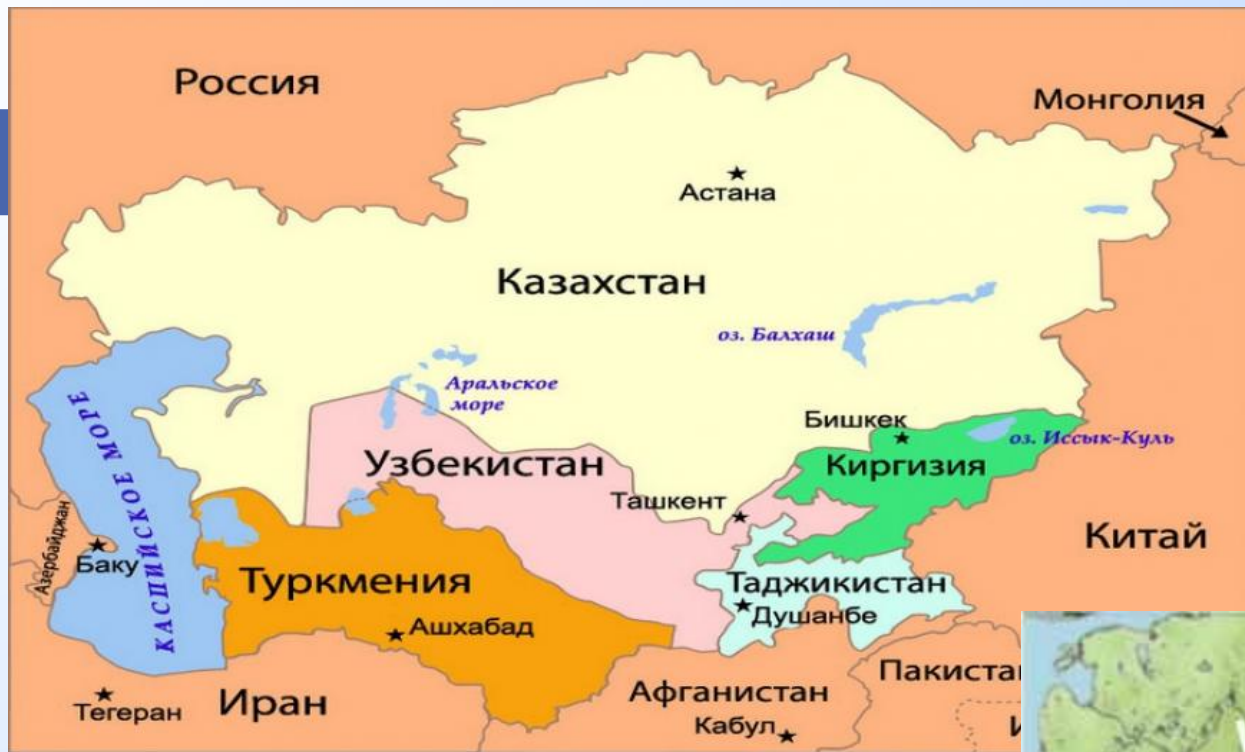 Россия
Монголия
Астана
Казахстан
оз. Балхаш
Аральское
море
Бишкек
оз. Иссык-Куль
Киргизия
Узбекистан
Ташкент
КАСПИЙСКОЕ МОРЕ
Азербайджан
Баку
Китай
Туркмения
Таджикистан
Душанбе
Ашхабад
Тегеран
Иран
Афганистан
Кабул